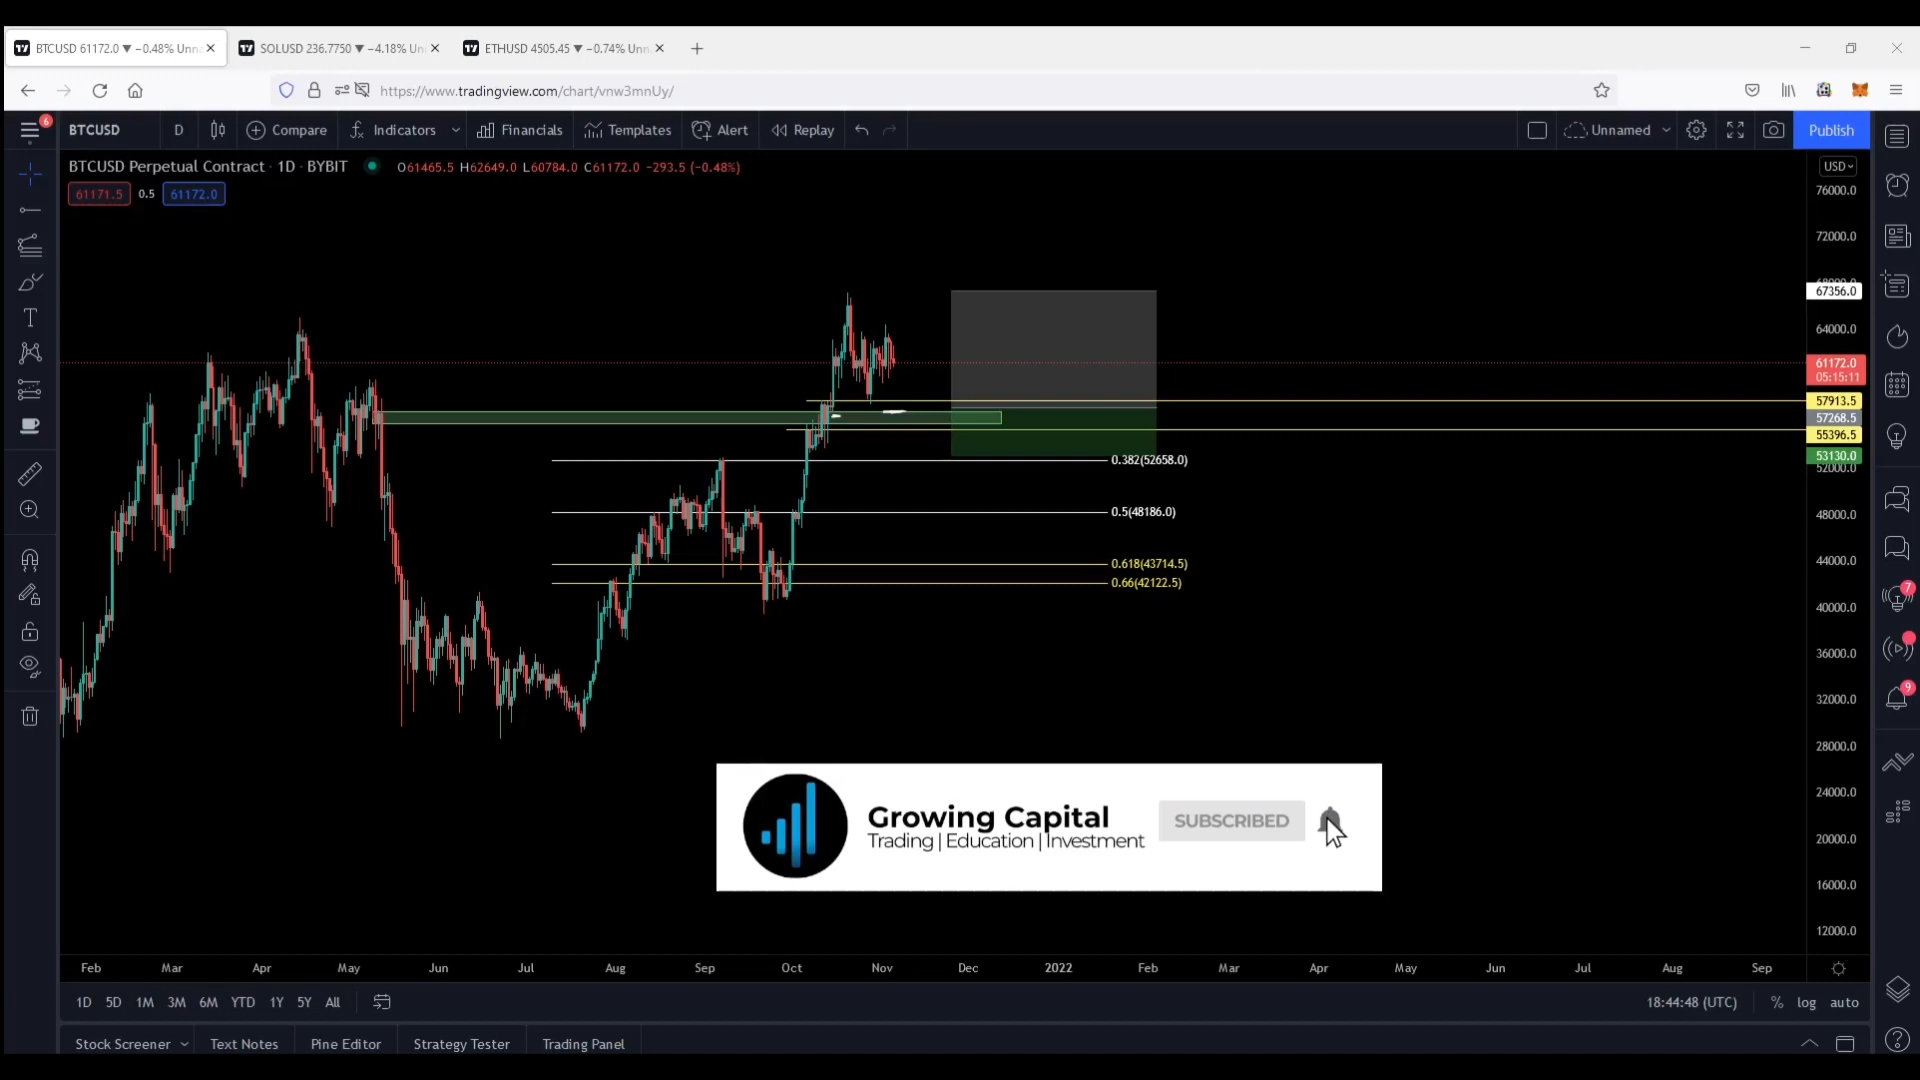 BTCUSD 61172.0 ▼ −0.48% Unna
SOLUSD 236.7750 ▼ −4.18% Un
ETHUSD 4505.45 ▼ −0.74% Unn
https://www.tradingview.com/chart/vnw3mnUy/
6
BTCUSD D Compare Indicators Financials Templates Alert Replay Unnamed Publish
BTCUSD Perpetual Contract · 1D · BYBIT O61465.5 H62649.0 L60784.0 C61172.0 −293.5 (−0.48%)
USD
61171.5 0.5 61172.0
76000.0
72000.0
67356.0
64000.0
61172.0
05:15:11
57913.5
57268.5
55396.5
53130.0
52000.0
48000.0
44000.0
40000.0
36000.0
32000.0
28000.0
24000.0
20000.0
16000.0
12000.0
0.382(52658.0)
0.5(48186.0)
0.618(43714.5)
0.66(42122.5)
7
9
Growing Capital
Trading | Education | Investment
SUBSCRIBED
Feb Mar Apr May Jun Jul Aug Sep Oct Nov Dec 2022 Feb Mar Apr May Jun Jul Aug Sep
1D 5D 1M 3M 6M YTD 1Y 5Y All 18:44:48 (UTC) % log auto
Stock Screener Text Notes Pine Editor Strategy Tester Trading Panel